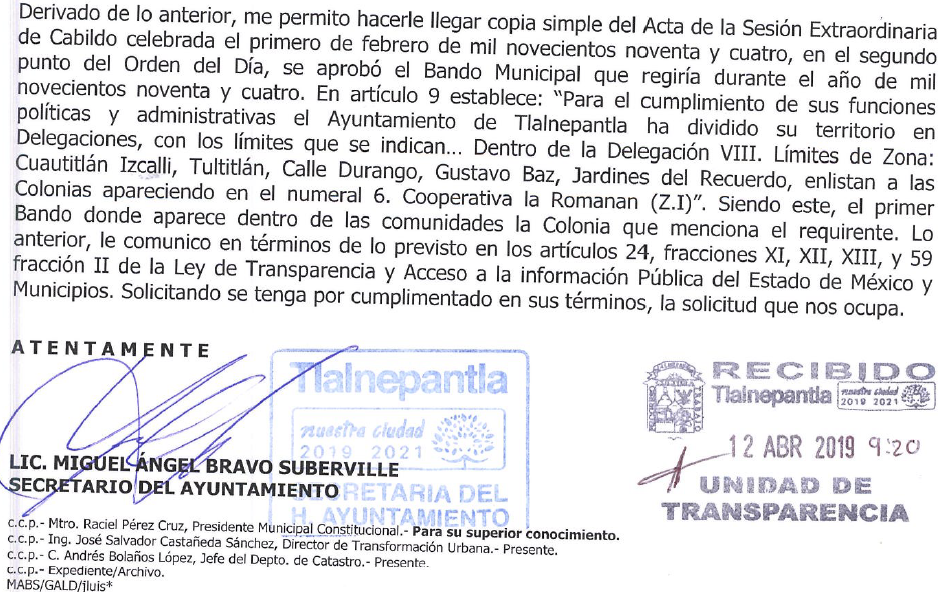 Derivado de lo anterior, me permito hacerle llegar copia simple del Acta de la Sesión Extraordinaria
de Cabildo celebrada el primero de febrero de mil novecientos noventa y cuatro, en el segundo
punto del Orden del Día, se aprobó el Bando Municipal que regiría durante el año de mil
novecientos noventa y cuatro. En artículo 9 establece: “Para el cumplimiento de sus funciones
políticas y administrativas el Ayuntamiento de Tlalnepantla ha dividido su territorio en
Delegaciones, con los límites que se indican... Dentro de la Delegación VIII. Límites de Zona:
Cuautitlán Izcalli, Tultitlán, Calle Durango, Gustavo Baz, Jardines del Recuerdo, enlistan a las
Colonias apareciendo en el numeral 6. Cooperativa la Romanan (Z.I)”. Siendo este, el primer
Bando donde aparece dentro de las comunidades la Colonia que menciona el requirente. Lo
anterior, le comunico en términos de lo previsto en los artículos 24, fracciones XI, XII, XIII, y 59
fracción II de la Ley de Transparencia y Acceso a la información Pública del Estado de México y
Municipios. Solicitando se tenga por cumplimentado en sus términos, la solicitud que nos ocupa.
ATENTAMENTE
Tlalnepantla
nuestra ciudad
2019 2021
SECRETARIA DEL
H. AYUNTAMIENTO
LIC. MIGUEL ÁNGEL BRAVO SUBERVILLE
SECRETARIO DEL AYUNTAMIENTO
RECIBIDO
Tlalnepantla
nuestra ciudad
2019 2021
12 ABR 2019 9:20
UNIDAD DE
TRANSPARENCIA
c.c.p.- Mtro. Raciel Pérez Cruz, Presidente Municipal Constitucional.- Para su superior conocimiento.
c.c.p.- Ing. José Salvador Castañeda Sánchez, Director de Transformación Urbana.- Presente.
c.c.p.- C. Andrés Bolaños López, Jefe del Depto. de Catastro.- Presente.
c.c.p.- Expediente/Archivo.
MABS/GALD/jluis*